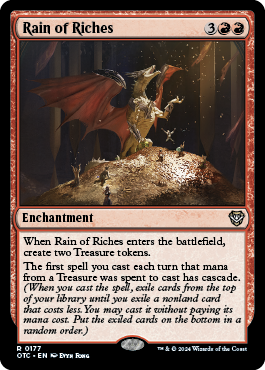 Rain of Riches 3
Enchantment
When Rain of Riches enters the battlefield,
create two Treasure tokens.
The first spell you cast each turn that mana
from a Treasure was spent to cast has cascade.
(When you cast the spell, exile cards from the top
of your library until you exile a nonland card
that costs less. You may cast it without paying its
mana cost. Put the exiled cards on the bottom in a
random order.)
R 0177
OTC • EN Evyn Fong
™ & © 2024 Wizards of the Coast